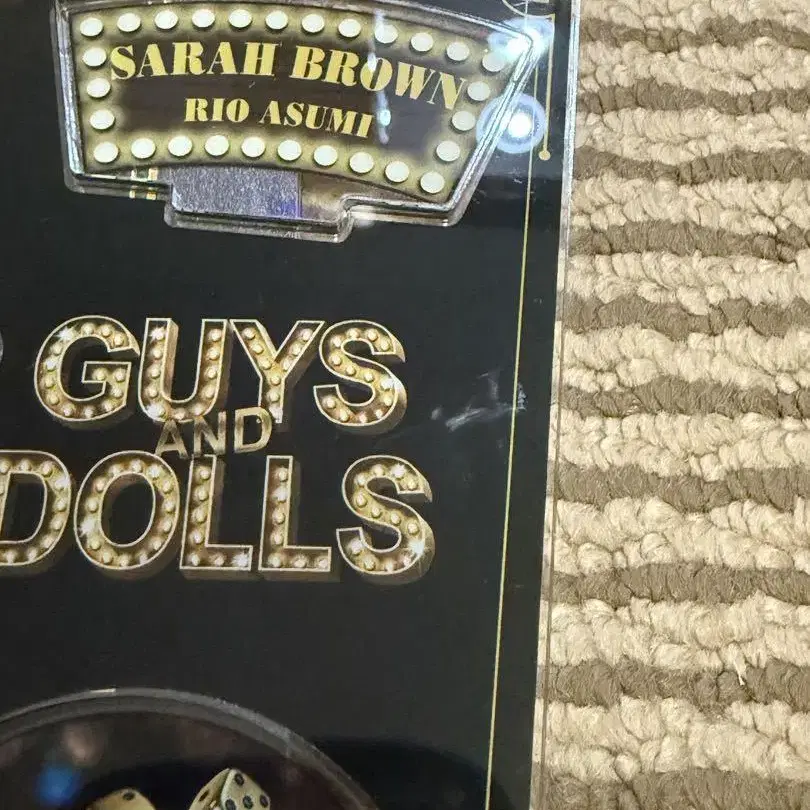 SARAH BROWN
RIO ASUMI
GUYS
AND
DOLLS